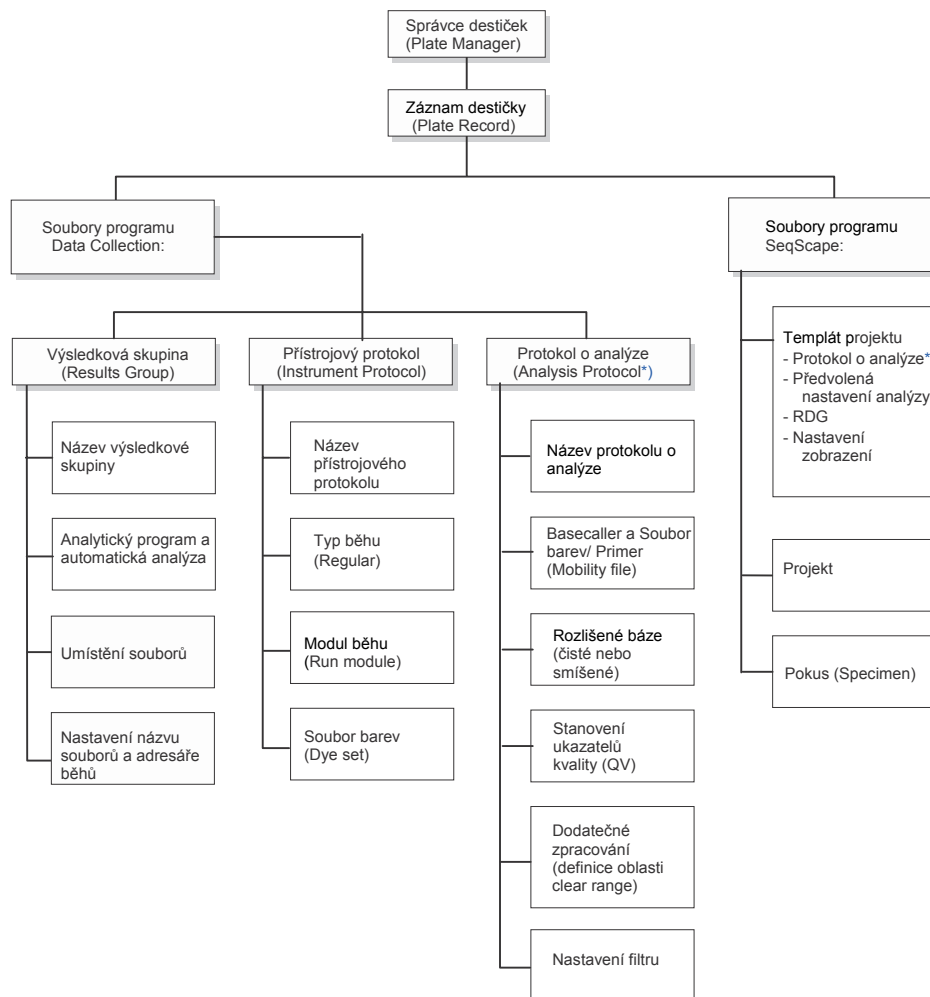 Správce destiček
(Plate Manager)
Záznam destičky
(Plate Record)
Soubory programu
Data Collection:
Soubory programu
SeqScape:
Výsledková skupina
(Results Group)
Název výsledkové
skupiny
Analytický program a
automatická analýza
Umístění souborů
Nastavení názvu
souborů a adresáře
běhů
Přístrojový protokol
(Instrument Protocol)
Název
přístrojového
protokolu
Typ běhu
(Regular)
Modul běhu
(Run module)
Soubor barev
(Dye set)
Protokol o analýze
(Analysis Protocol*)
Název protokolu o
analýze
Basecaller a Soubor
barev/ Primer
(Mobility file)
Rozlišené báze
(čisté nebo
smíšené)
Stanovení
ukazatelů
kvality (QV)
Dodatečné
zpracování
(definice oblasti
clear range)
Nastavení filtru
Templát projektu
- Protokol o analýze*
- Předvolená
nastavení analýzy
- RDG
- Nastavení
zobrazení
Projekt
Pokus (Specimen)